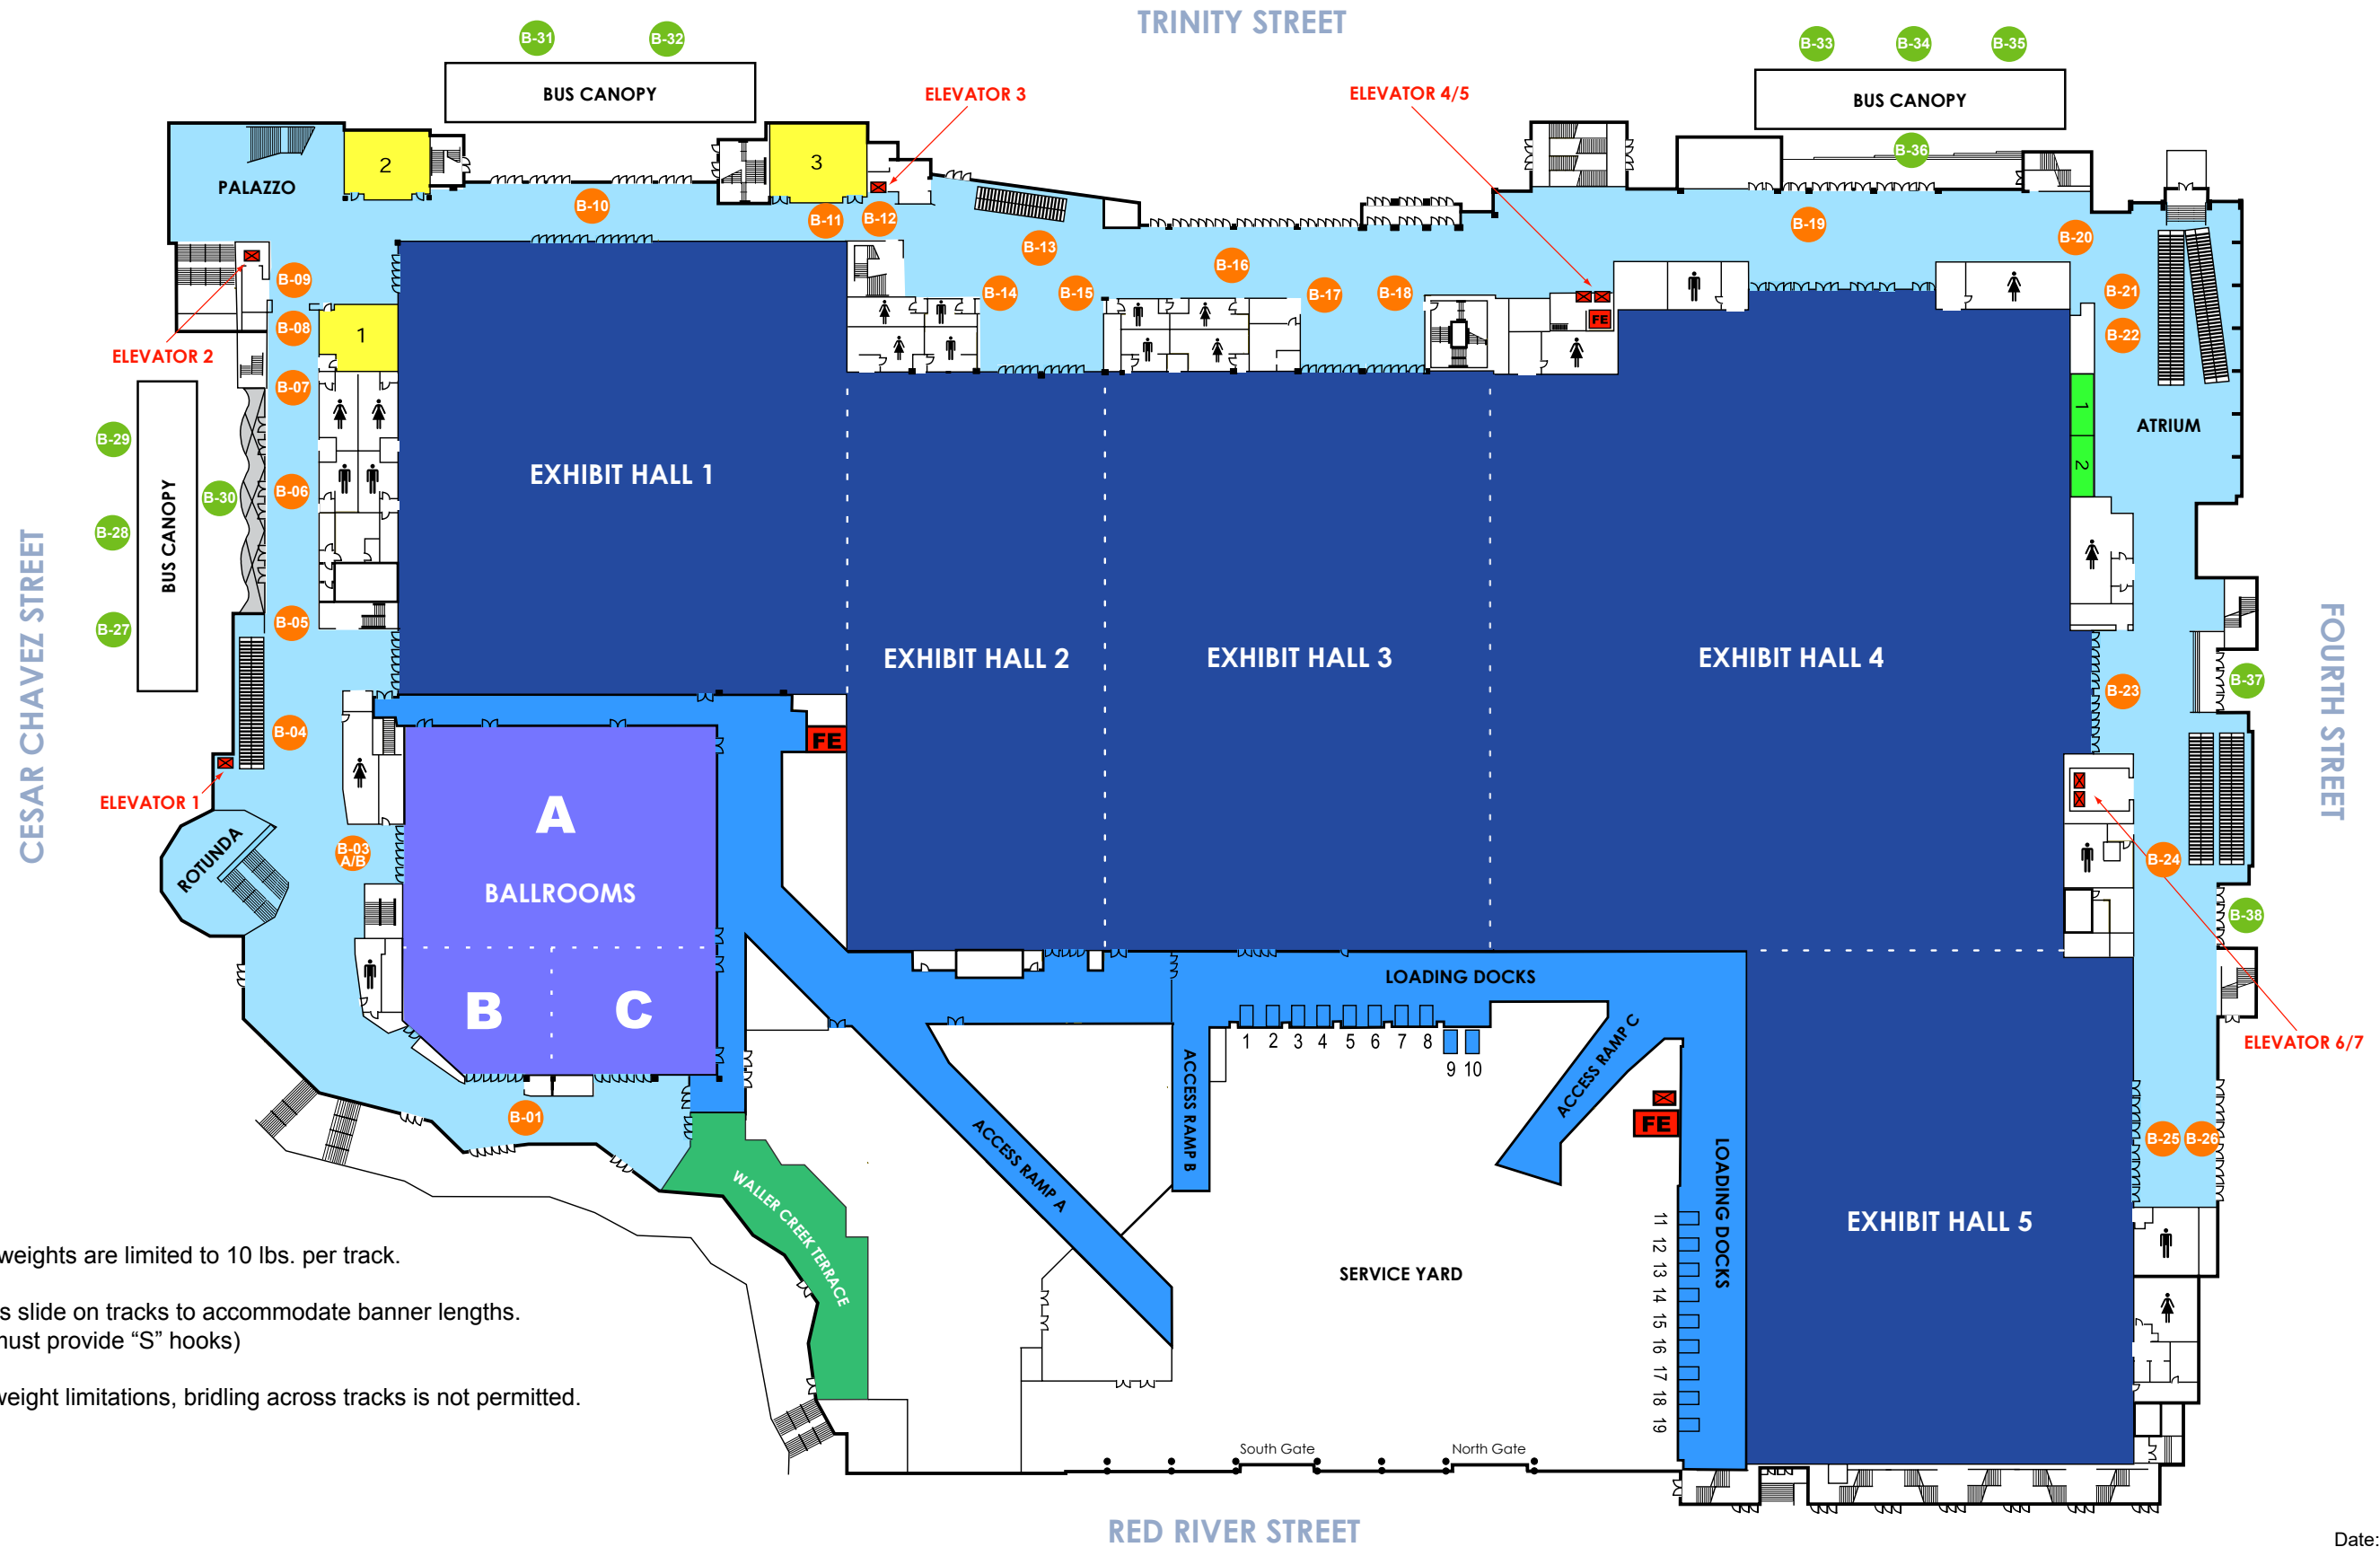 TRINITY STREET
B-31
B-32
B-33
B-34
B-35
BUS CANOPY
BUS CANOPY
ELEVATOR 3
ELEVATOR 4/5
B-36
2
3
PALAZZO
B-10
B-11
B-12
B-13
B-16
B-19
B-20
B-09
B-14
B-15
B-17
B-18
B-21
B-08
1
FE
B-22
ELEVATOR 2
B-07
1
ATRIUM
B-29
2
EXHIBIT HALL 1
B-06
B-30
BUS CANOPY
B-28
CESAR CHAVEZ STREET
B-05
B-27
EXHIBIT HALL 2
EXHIBIT HALL 3
EXHIBIT HALL 4
FOURTH STREET
B-37
B-23
B-04
FE
ELEVATOR 1
A
ROTUNDA
B-03
A/B
B-24
BALLROOMS
B-38
LOADING DOCKS
B
C
1 2 3 4 5 6 7 8
9 10
ACCESS RAMP C
ELEVATOR 6/7
ACCESS RAMP B
B-01
FE
B-25
B-26
ACCESS RAMP A
LOADING DOCKS
WALLER CREEK TERRACE
11
12
13
14
15
16
17
18
19
EXHIBIT HALL 5
SERVICE YARD
weights are limited to 10 lbs. per track.
s slide on tracks to accommodate banner lengths.
must provide “S” hooks)
weight limitations, bridling across tracks is not permitted.
South Gate
North Gate
RED RIVER STREET
Date: